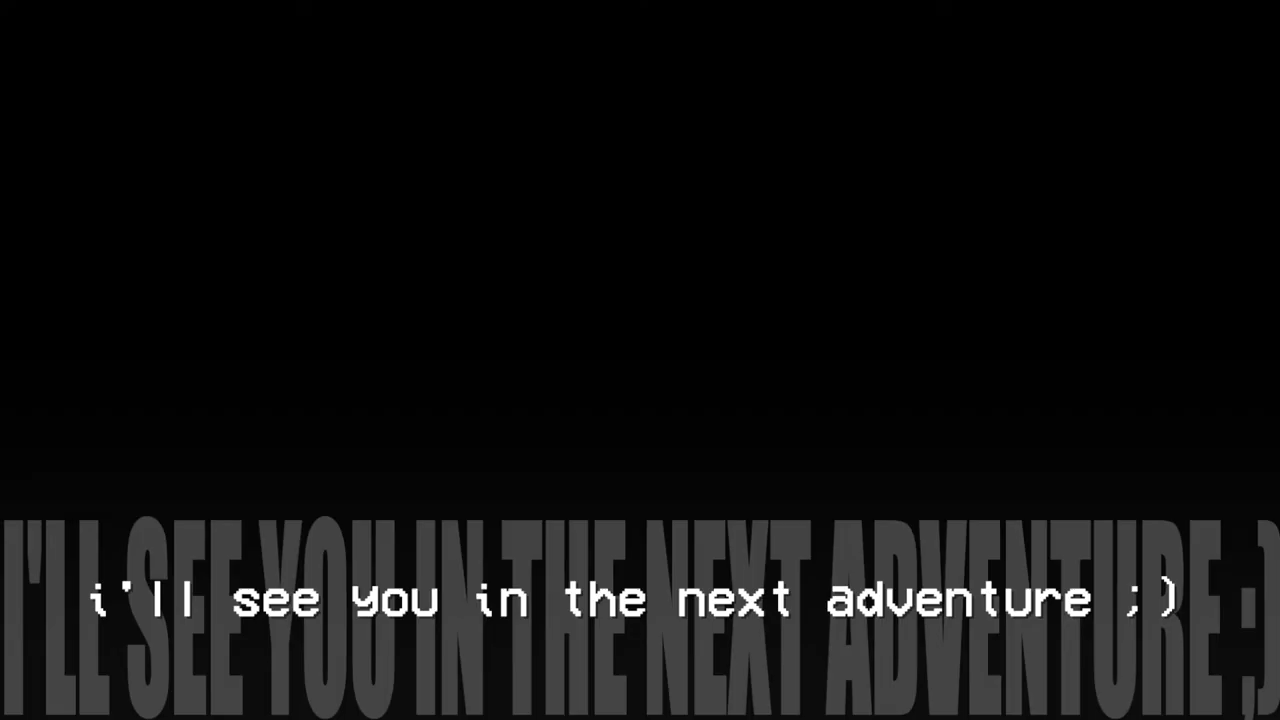 I'LL SEE YOU IN THE NEXT ADVENTURE ;)
i'll see you in the next adventure ;)